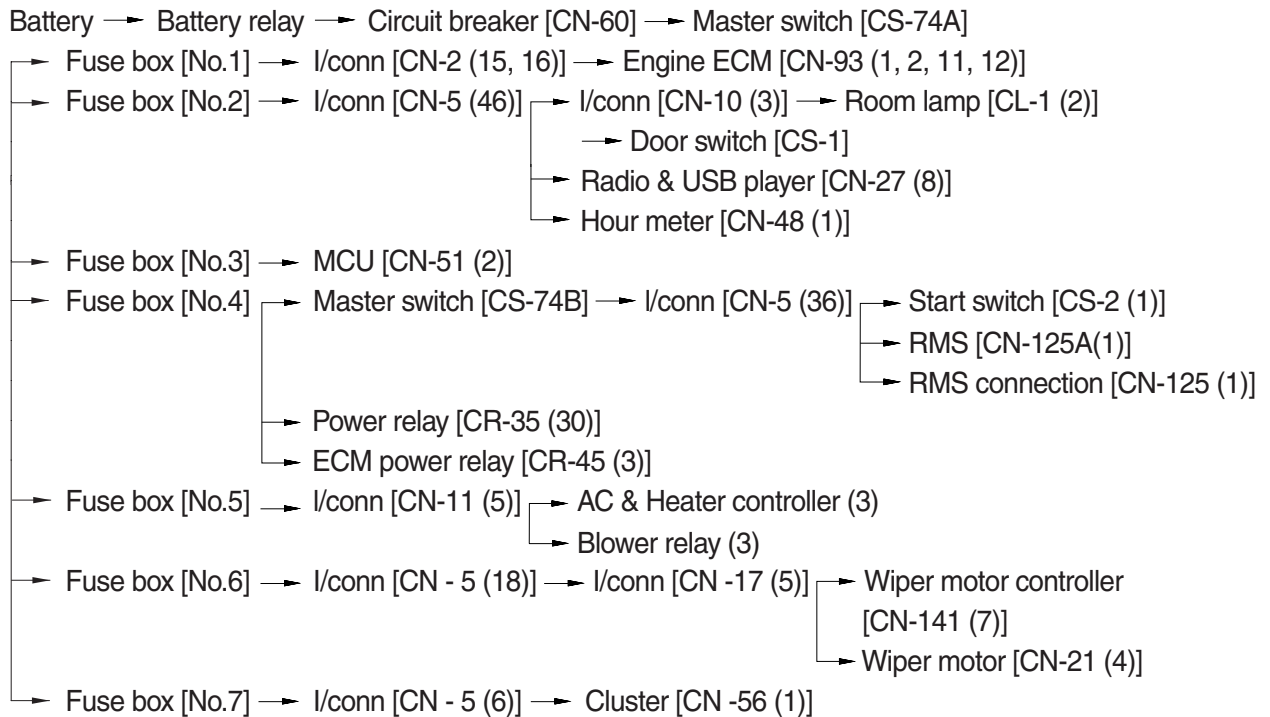 Battery → Battery relay → Circuit breaker [CN-60] → Master switch [CS-74A]
Fuse box [No.1] → I/conn [CN-2 (15, 16)] → Engine ECM [CN-93 (1, 2, 11, 12)]
Fuse box [No.2] → I/conn [CN-5 (46)] → I/conn [CN-10 (3)] → Room lamp [CL-1 (2)]
→ Door switch [CS-1]
→ Radio & USB player [CN-27 (8)]
→ Hour meter [CN-48 (1)]
Fuse box [No.3] → MCU [CN-51 (2)]
Fuse box [No.4] → Master switch [CS-74B] → I/conn [CN-5 (36)] → Start switch [CS-2 (1)]
→ RMS [CN-125A(1)]
→ RMS connection [CN-125 (1)]
→ Power relay [CR-35 (30)]
→ ECM power relay [CR-45 (3)]
Fuse box [No.5] → I/conn [CN-11 (5)] → AC & Heater controller (3)
→ Blower relay (3)
Fuse box [No.6] → I/conn [CN - 5 (18)] → I/conn [CN -17 (5)] → Wiper motor controller
[CN-141 (7)]
→ Wiper motor [CN-21 (4)]
Fuse box [No.7] → I/conn [CN - 5 (6)] → Cluster [CN -56 (1)]